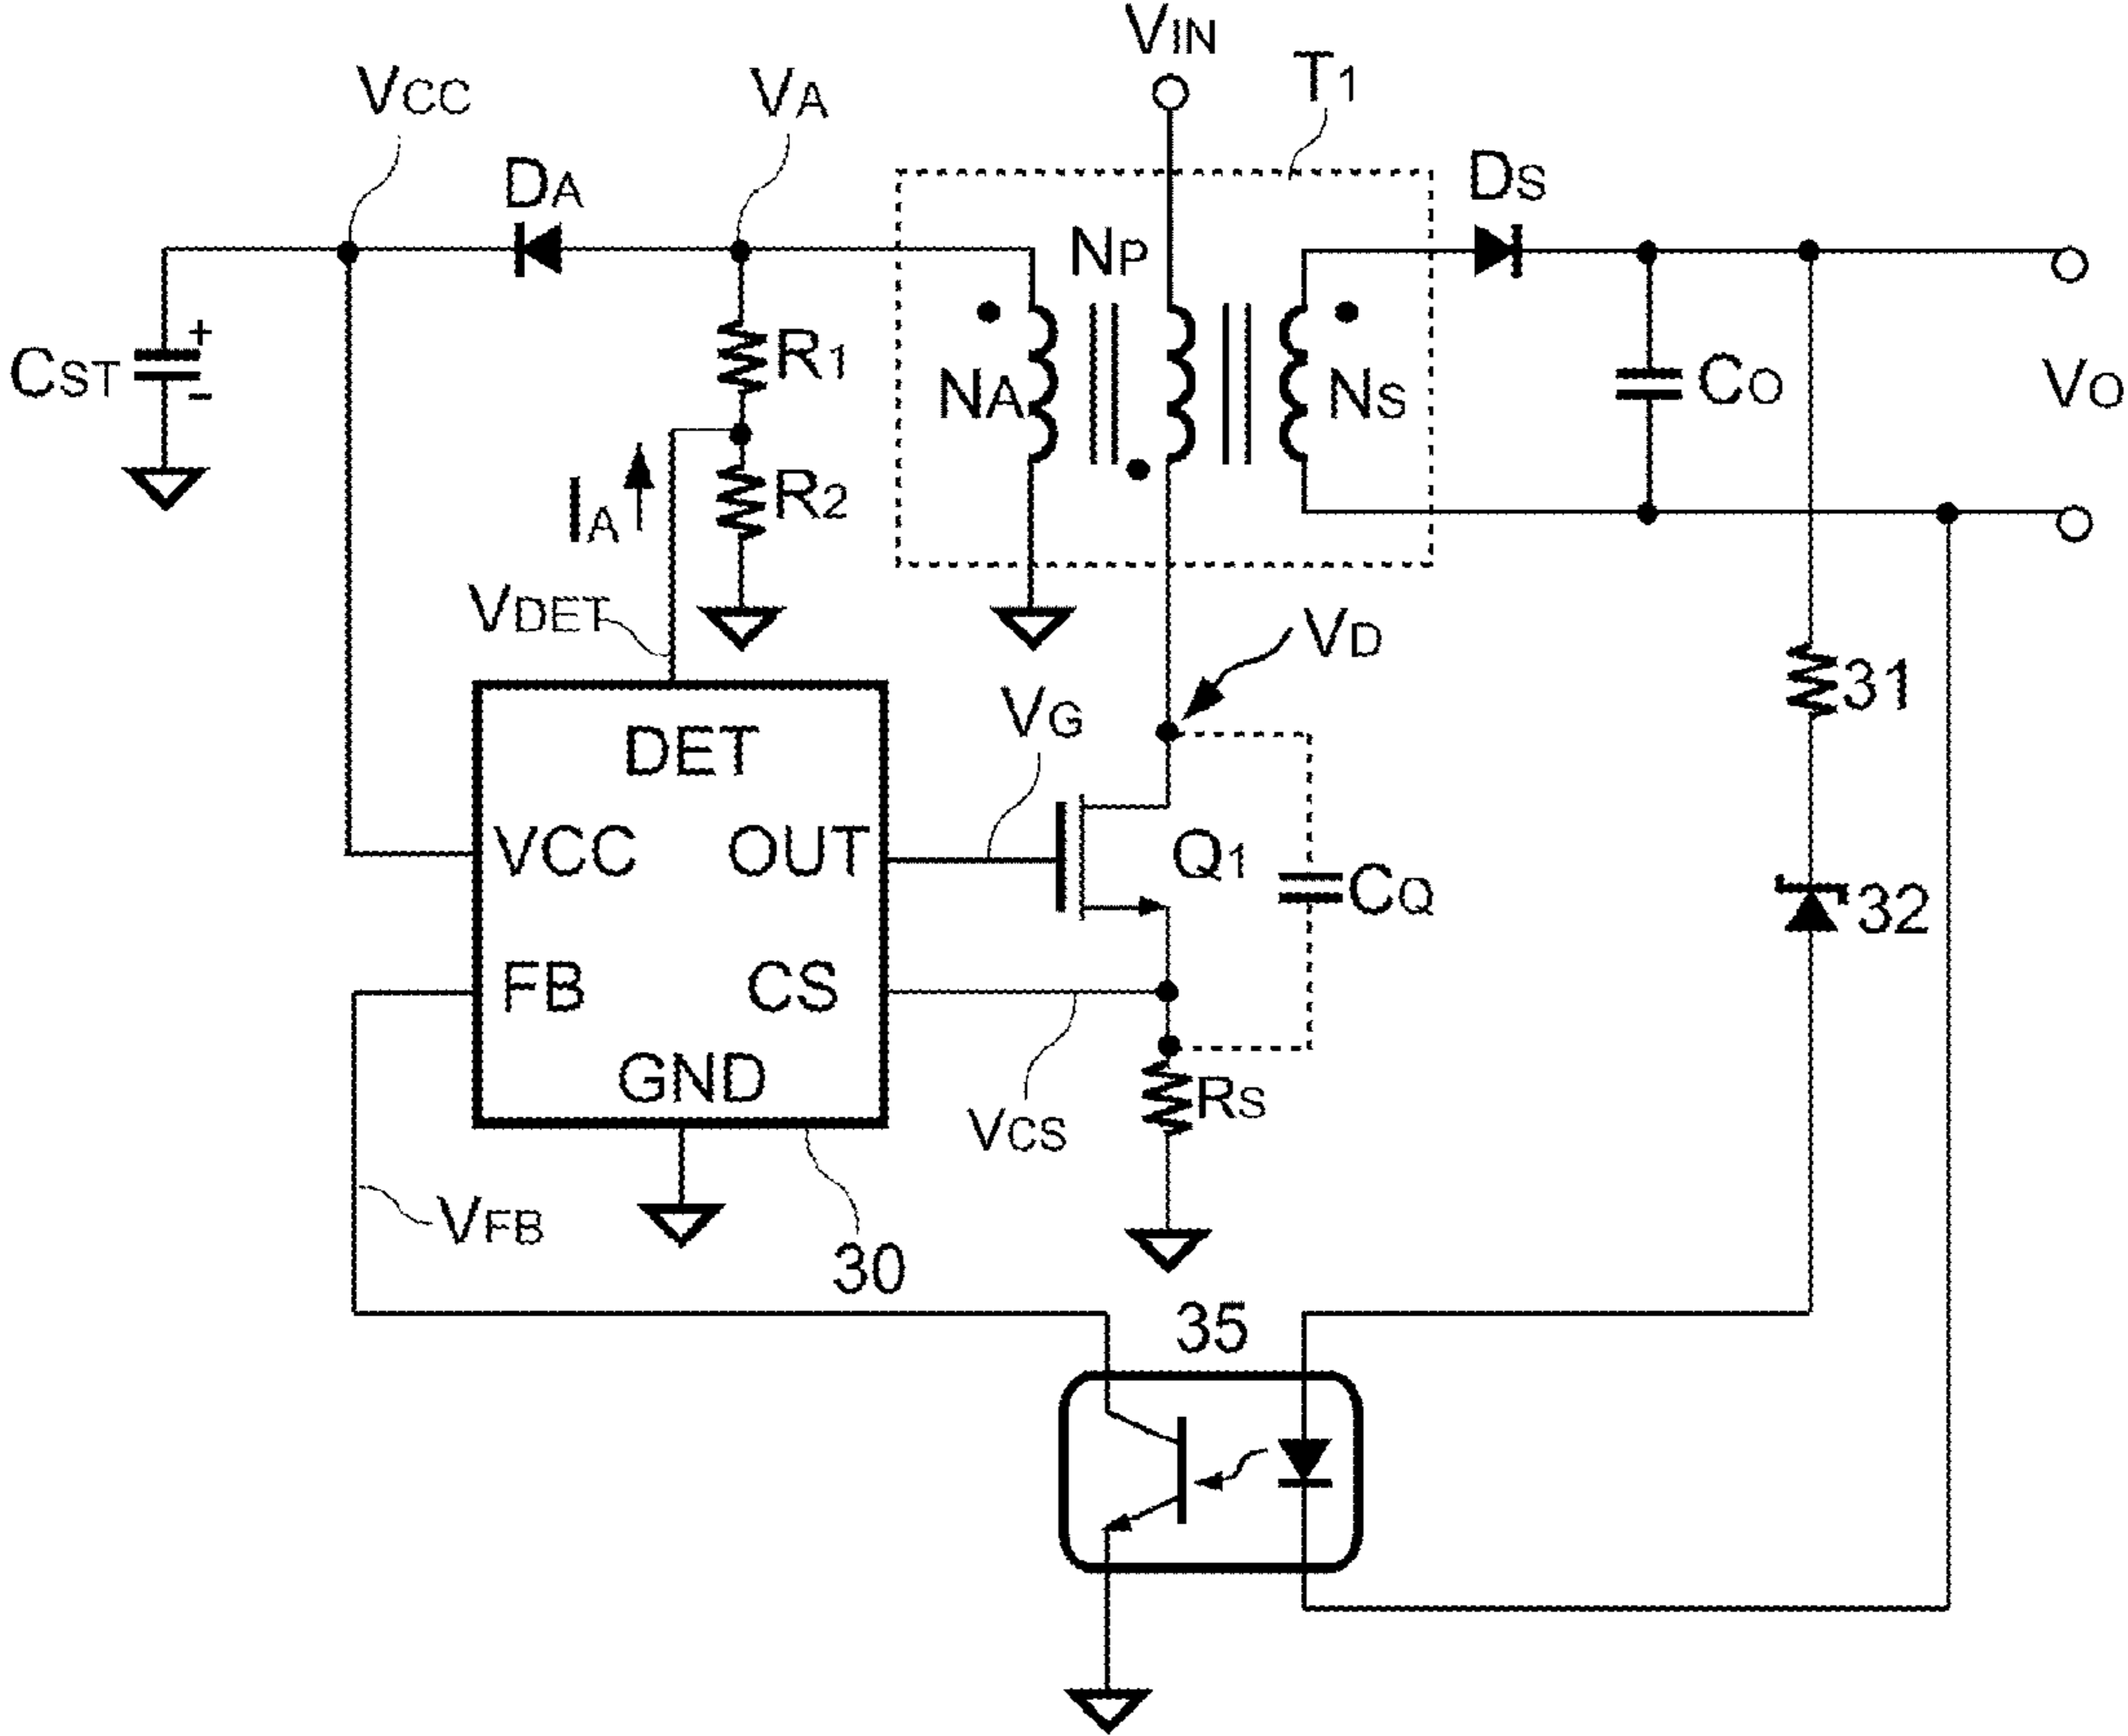 VIN
T1
VCC
VA
DA
DS
NP
CST
+
-
R1
NA
NS
CO
VO
IA
R2
VDET
VD
31
VG
DET
VCC
OUT
Q1
CQ
32
FB
CS
GND
RS
VCS
VFB
30
35